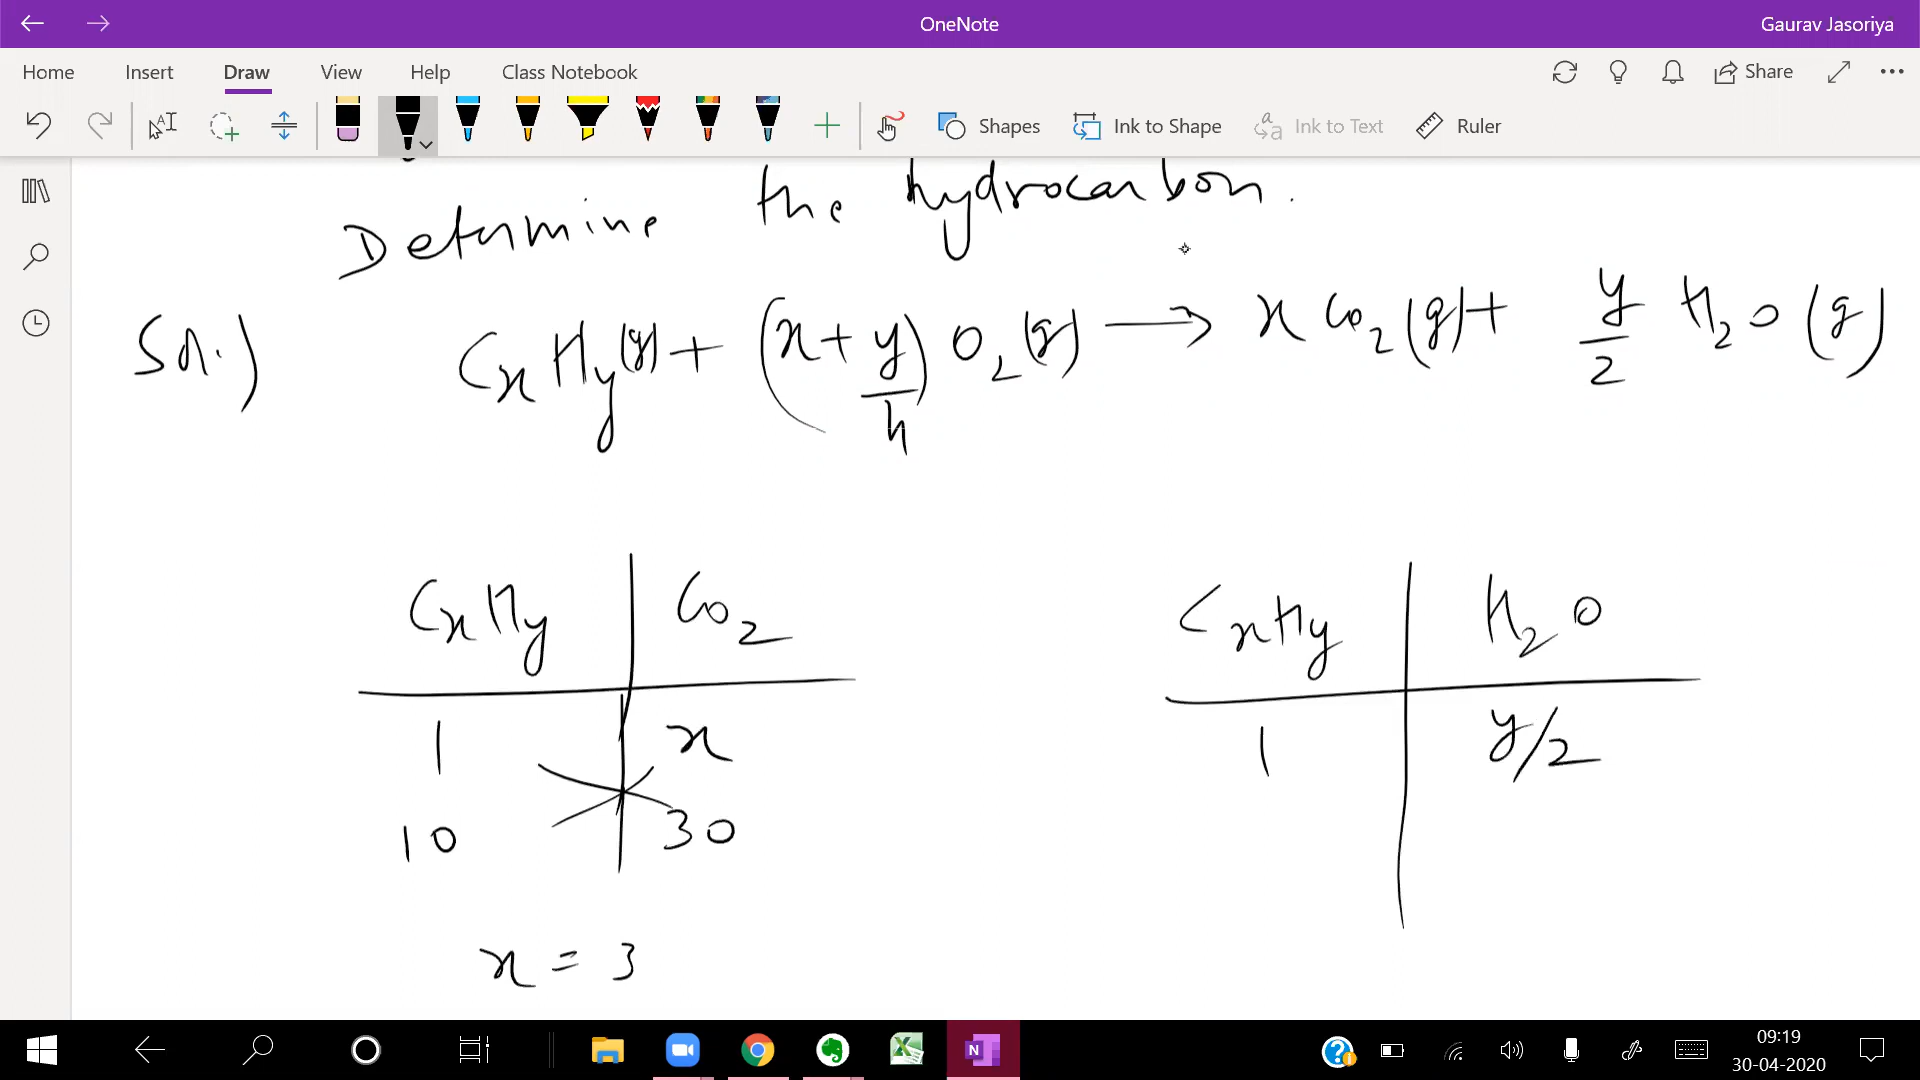 OneNote
Gaurav Jasoriya
Home Insert Draw View Help Class Notebook Share
Shapes Ink to Shape Ink to Text Ruler
Determine the hydrocarbon.
Sol.) CxHy(g) + (x + y/4) O2 (g) → x CO2 (g) + y/2 H2O (g)
CxHy CO2
1 x
10 30
x = 3
CxHy H2O
1 y/2
09:19
30-04-2020